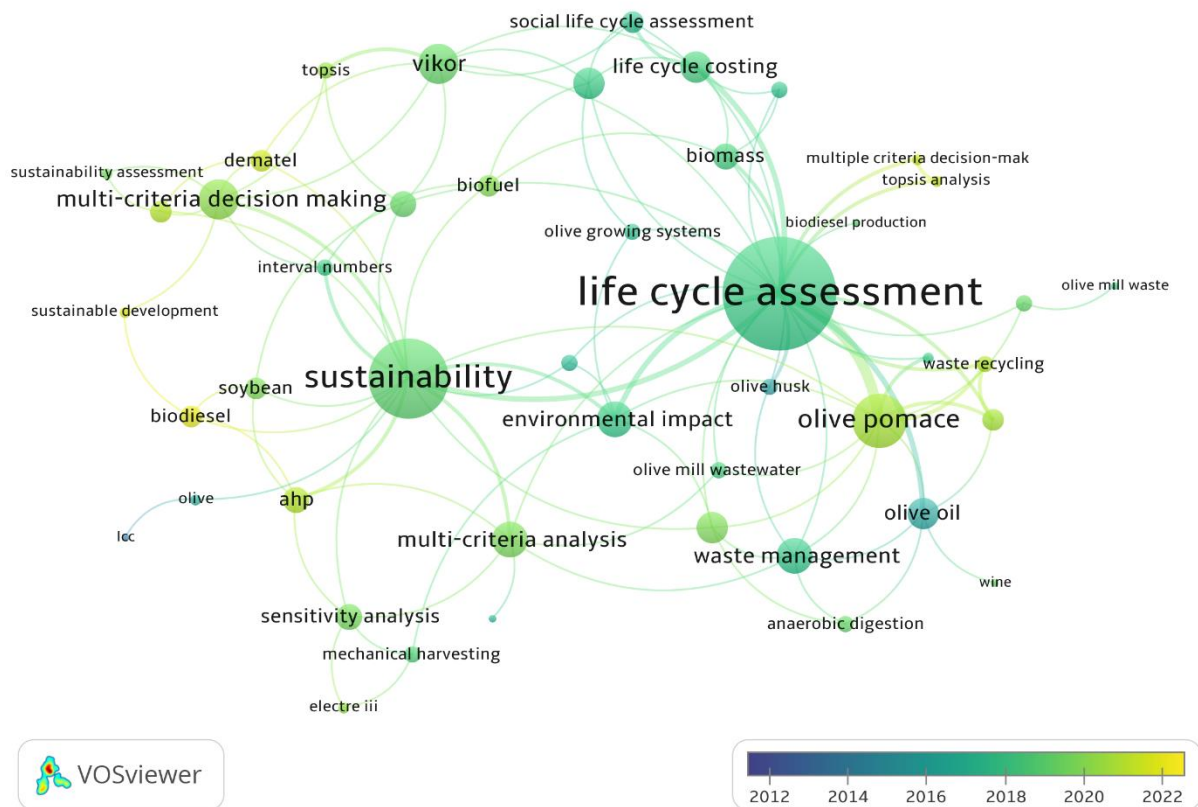 social life cycle assessment
vikor
life cycle costing
topsis
dematel
biomass
multiple criteria decision-mak
sustainability assessment
topsis analysis
multi-criteria decision making
biofuel
biodiesel production
olive growing systems
interval numbers
life cycle assessment
olive mill waste
sustainable development
waste recycling
sustainability
soybean
olive husk
biodiesel
environmental impact
olive pomace
olive mill wastewater
olive
ahp
olive oil
lcc
multi-criteria analysis
waste management
wine
sensitivity analysis
anaerobic digestion
mechanical harvesting
electre iii
VOSviewer
2012 2014 2016 2018 2020 2022